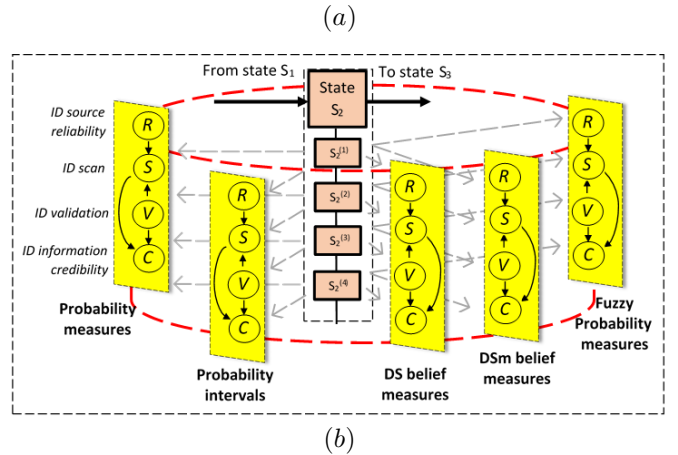 (a)
From state S1
To state S3
State
S2
ID source
reliability
ID scan
ID validation
ID information
credibility
R
S
V
C
Probability
measures
R
S
V
C
Probability
intervals
S2(1)
S2(2)
S2(3)
S2(4)
R
S
V
C
DS belief
measures
R
S
V
C
DSm belief
measures
R
S
V
C
Fuzzy
Probability
measures
(b)